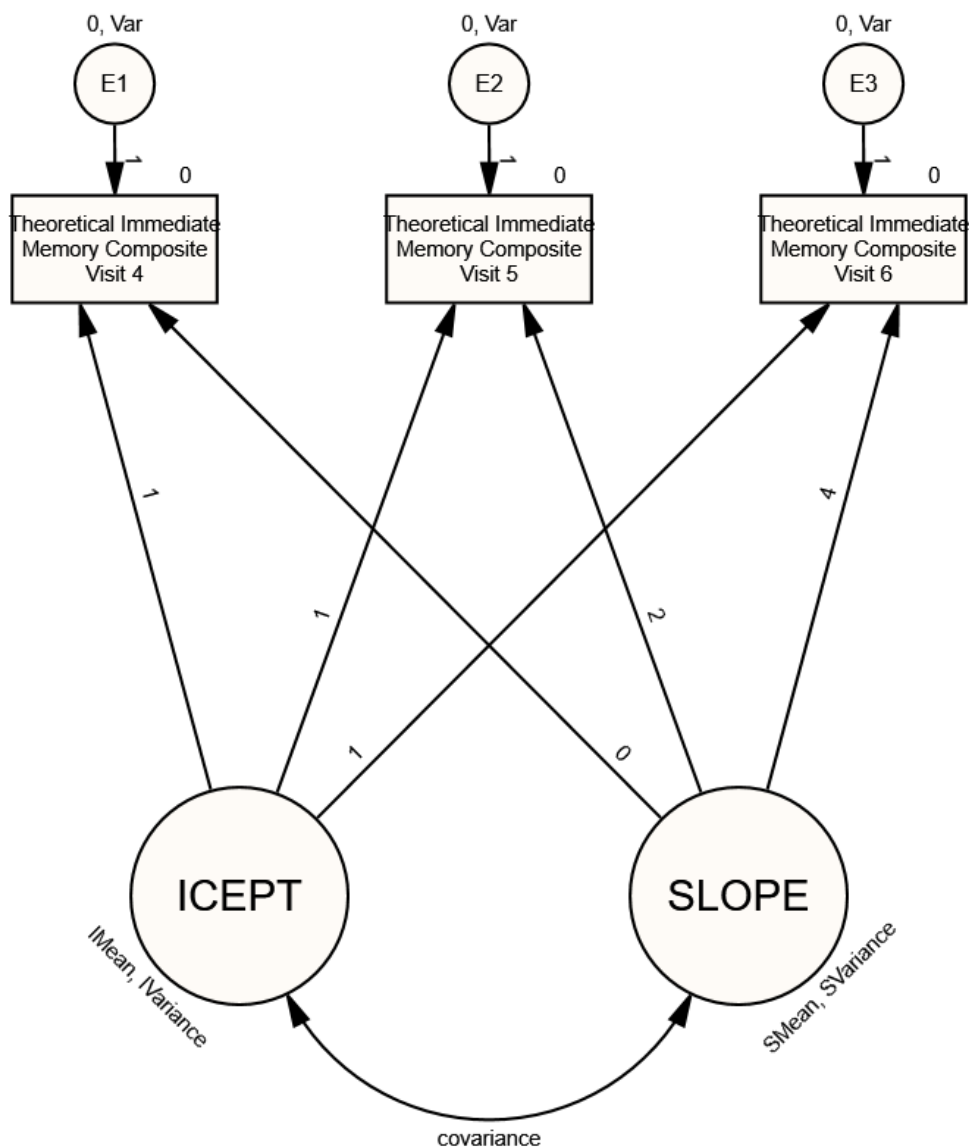 0, Var
0, Var
0, Var
E1
E2
E3
1
1
1
0
0
0
Theoretical Immediate
Memory Composite
Visit 4
Theoretical Immediate
Memory Composite
Visit 5
Theoretical Immediate
Memory Composite
Visit 6
1
4
1
2
1
0
ICEPT
SLOPE
IMean, IVariance
SMean, SVariance
covariance